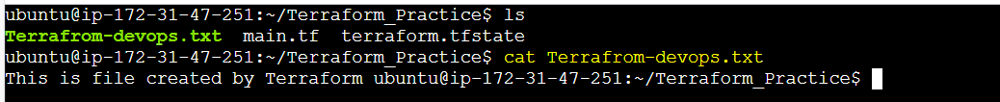 ubuntu@ip-172-31-47-251:~/Terraform_Practice$ ls
Terrafrom-devops.txt  main.tf  terraform.tfstate
ubuntu@ip-172-31-47-251:~/Terraform_Practice$ cat Terrafrom-devops.txt
This is file created by Terraform ubuntu@ip-172-31-47-251:~/Terraform_Practice$